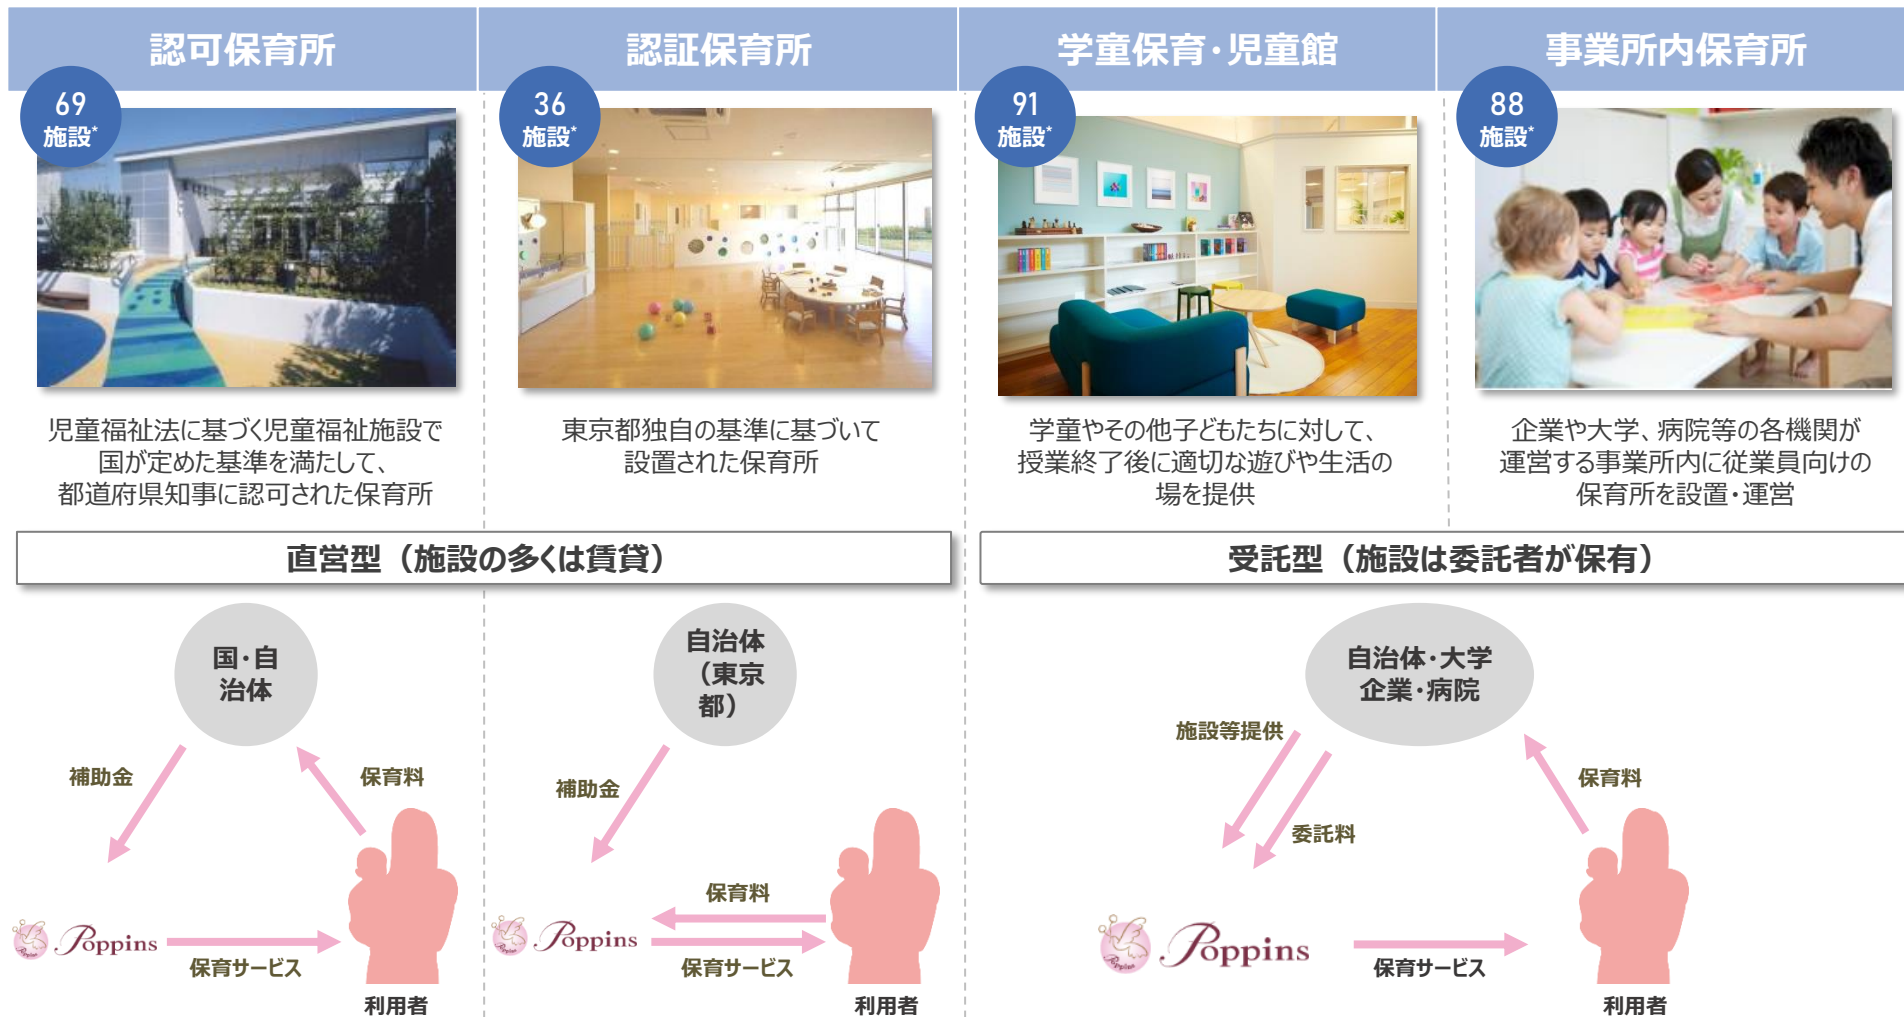 認可保育所
認証保育所
学童保育・児童館
事業所内保育所
69
施設*
36
施設*
91
施設*
88
施設*
児童福祉法に基づく児童福祉施設で
国が定めた基準を満たして、
都道府県知事に認可された保育所
東京都独自の基準に基づいて
設置された保育所
学童やその他子どもたちに対して、
授業終了後に適切な遊びや生活の
場を提供
企業や大学、病院等の各機関が
運営する事業所内に従業員向けの
保育所を設置・運営
直営型（施設の多くは賃貸）
受託型（施設は委託者が保有）
国・自
治体
補助金
保育料
Poppins
保育サービス
利用者
自治体
（東京
都）
補助金
保育料
Poppins
保育サービス
利用者
自治体・大学
企業・病院
施設等提供
委託料
保育料
Poppins
保育サービス
利用者